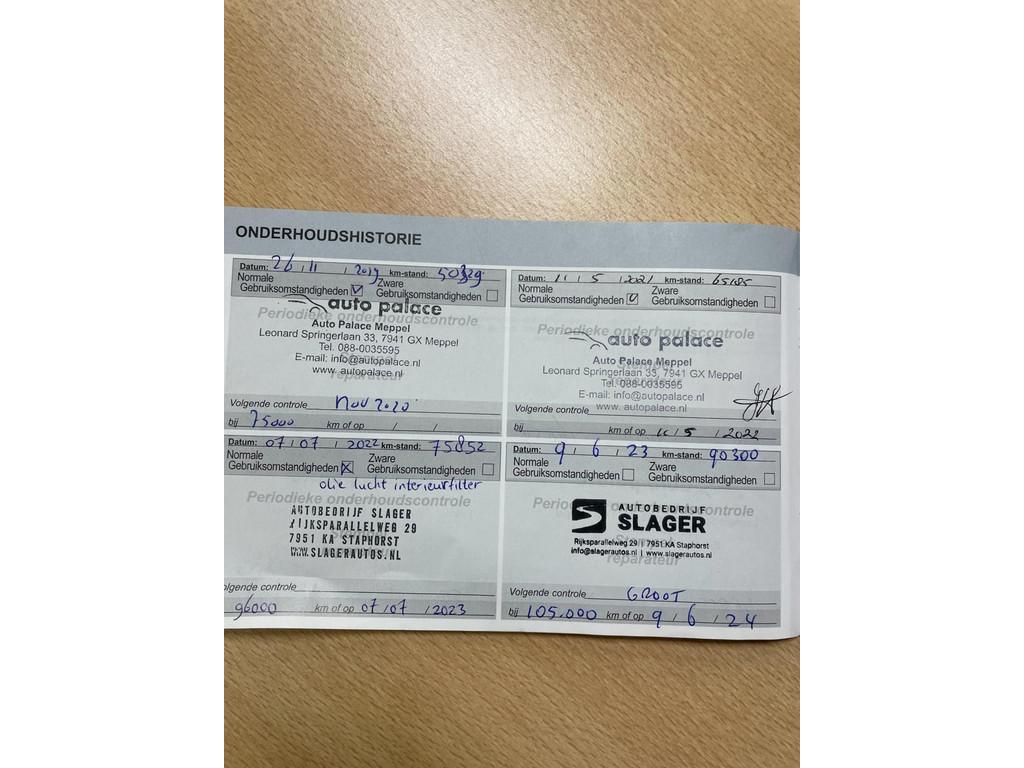 ONDERHOUDSHISTORIE
Datum: 26 / 11 / 2019 km-stand: 50329
Normale Gebruiksomstandigheden
Zware Gebruiksomstandigheden
Periodieke onderhoudscontrole
auto palace
Auto Palace Meppel
Leonard Springerlaan 33, 7941 GX Meppel
Tel. 088-0035595
E-mail: info@autopalace.nl
www.autopalace.nl
reparateur
Volgende controle Nov 2020
bij 75000 km of op / /
Datum: 11 / 5 / 2021 km-stand: 65185
Normale Gebruiksomstandigheden
Zware Gebruiksomstandigheden
Periodieke onderhoudscontrole
auto palace
Auto Palace Meppel
Leonard Springerlaan 33, 7941 GX Meppel
Tel. 088-0035595
E-mail: info@autopalace.nl
www.autopalace.nl
Volgende controle
bij km of op 11 / 5 / 2022
Datum: 07 / 07 / 2022 km-stand: 75852
Normale Gebruiksomstandigheden
Zware Gebruiksomstandigheden
olie lucht interieurfilter
Periodieke onderhoudscontrole
AUTOBEDRIJF SLAGER
RIJKSPARALLELWEG 29
7951 KA STAPHORST
WWW.SLAGERAUTOS.NL
olgende controle
96000 km of op 07 / 07 / 2023
Datum: 9 / 6 / 23 km-stand: 90300
Normale Gebruiksomstandigheden
Zware Gebruiksomstandigheden
Periodieke onderhoudscontrole
AUTOBEDRIJF
SLAGER
Rijksparallelweg 29 | 7951 KA Staphorst
info@slagerautos.nl | www.slagerautos.nl
reparateur
Volgende controle GROOT
bij 105.000 km of op 9 / 6 / 24